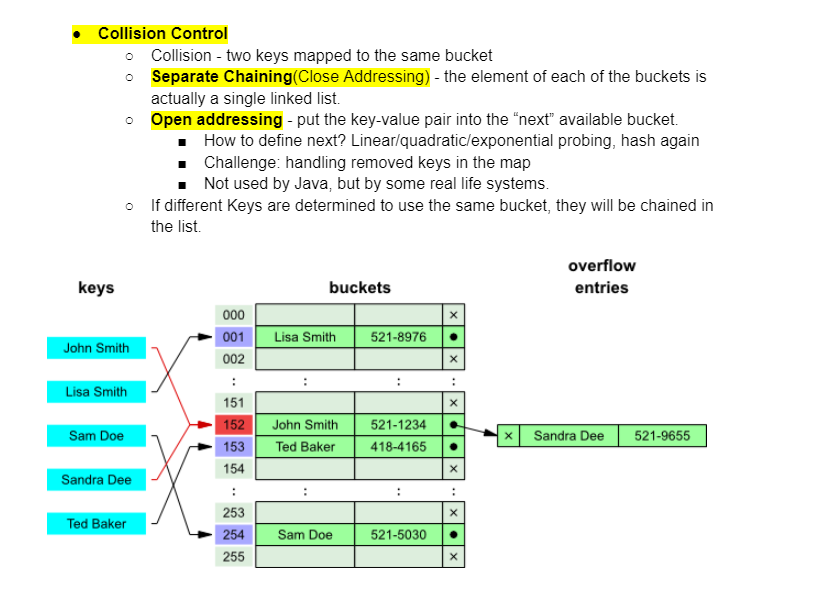 ● Collision Control
○ Collision - two keys mapped to the same bucket
○ Separate Chaining(Close Addressing) - the element of each of the buckets is
actually a single linked list.
○ Open addressing - put the key-value pair into the “next” available bucket.
■ How to define next? Linear/quadratic/exponential probing, hash again
■ Challenge: handling removed keys in the map
■ Not used by Java, but by some real life systems.
○ If different Keys are determined to use the same bucket, they will be chained in
the list.
overflow
keys buckets entries
000 x
John Smith 001 Lisa Smith 521-8976 ●
002 x
: : : :
Lisa Smith 151 x
Sam Doe 152 John Smith 521-1234 ● x Sandra Dee 521-9655
153 Ted Baker 418-4165 ●
Sandra Dee 154 x
: : : :
Ted Baker 253 x
254 Sam Doe 521-5030 ●
255 x